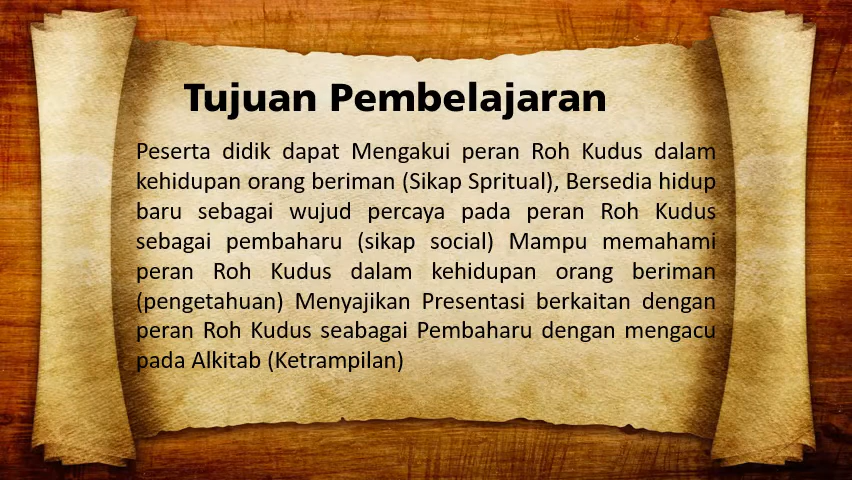 Tujuan Pembelajaran
Peserta didik dapat Mengakui peran Roh Kudus dalam
kehidupan orang beriman (Sikap Spritual), Bersedia hidup
baru sebagai wujud percaya pada peran Roh Kudus
sebagai pembaharu (sikap social) Mampu memahami
peran Roh Kudus dalam kehidupan orang beriman
(pengetahuan) Menyajikan Presentasi berkaitan dengan
peran Roh Kudus seabagai Pembaharu dengan mengacu
pada Alkitab (Ketrampilan)